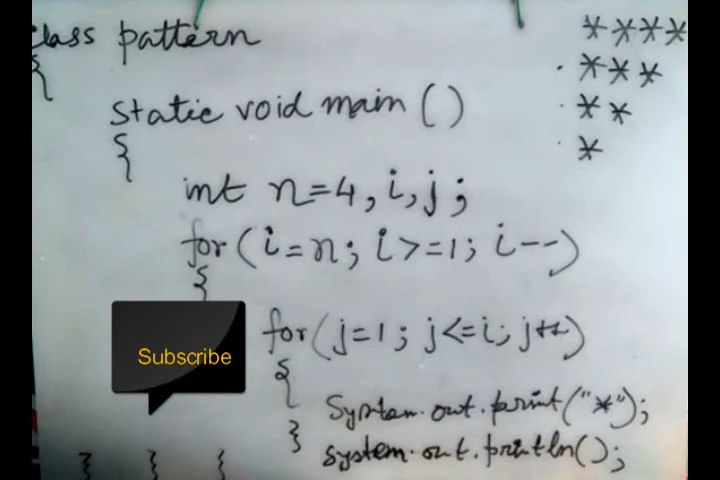 class pattern
{
static void main ()
{
int n=4, i, j;
for (i=n; i>=1; i--)
{
for (j=1; j<=i; j++)
{
System.out.print("*");
}
system.out.println();
} } }
****
***
**
*
Subscribe